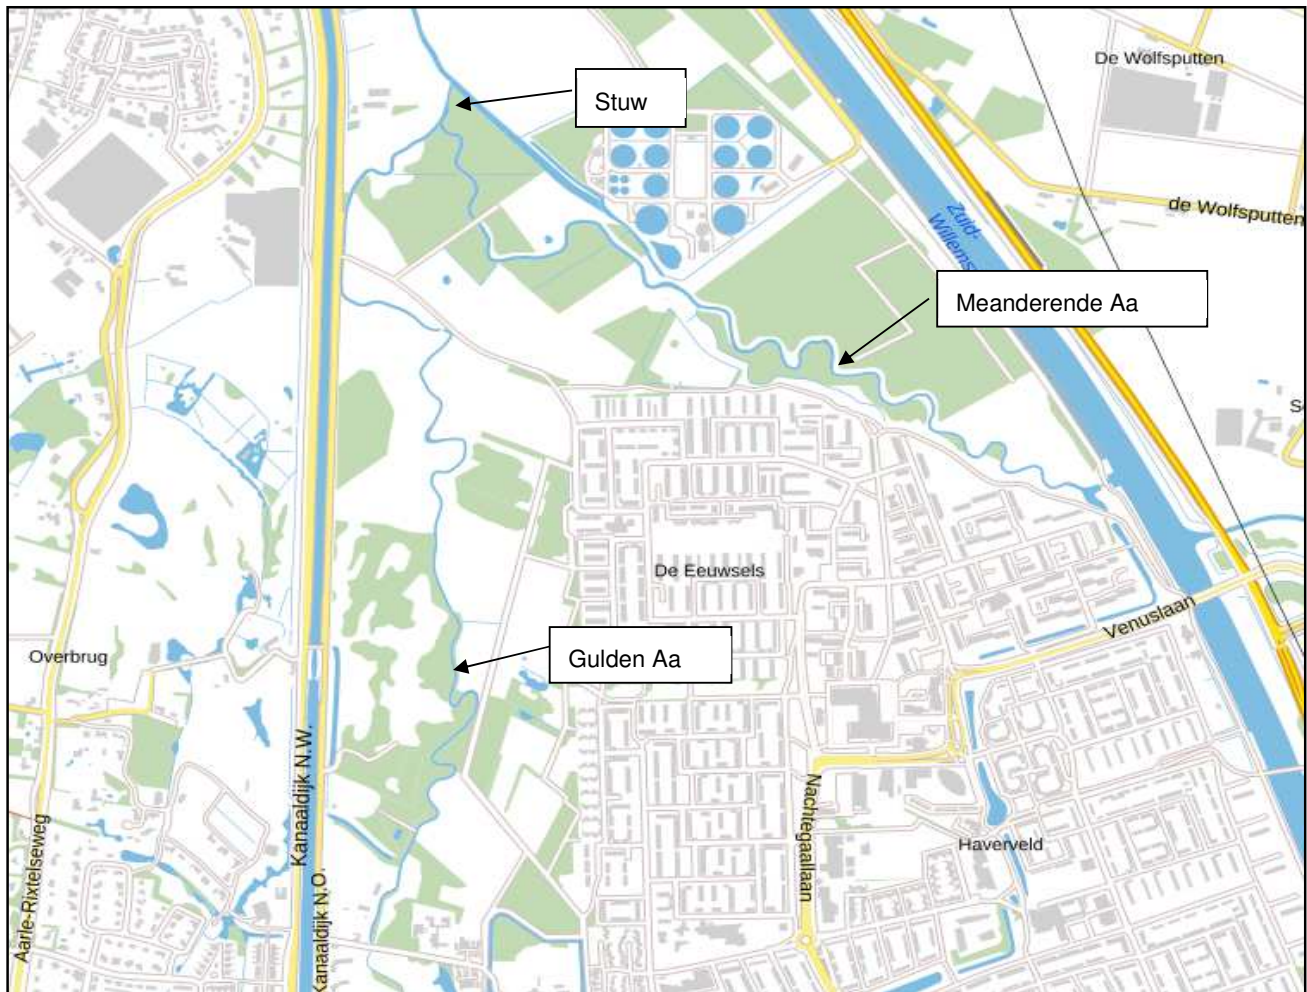 De Wolfsputten
Stuw
de Wolfsputten
Zuid-
Willems
Meanderende Aa
S
De Eeuwsels
Venuslaan
Overbrug
Gulden Aa
Kanaaldijk N.W.
Nachtegaallaan
Haverveld
Aarle-Rixtelseweg
Kanaaldijk N.O.